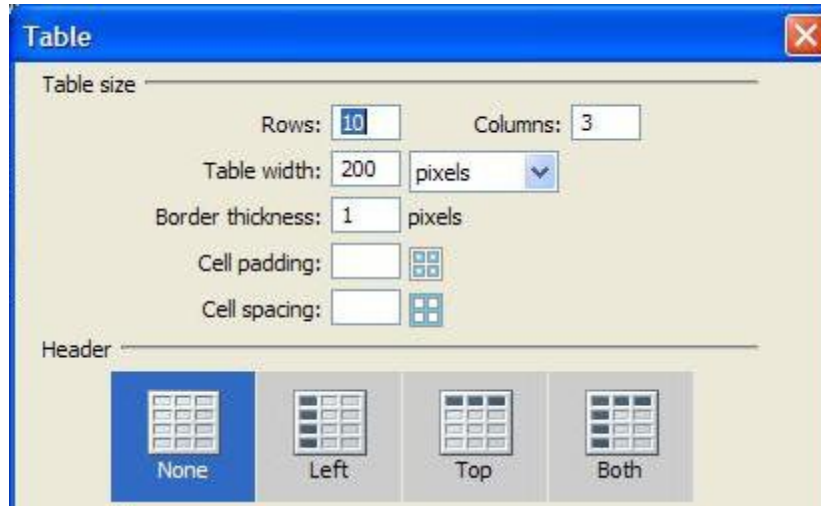 Table
Table size
Rows: 10 Columns: 3
Table width: 200 pixels
Border thickness: 1 pixels
Cell padding:
Cell spacing:
Header
None Left Top Both